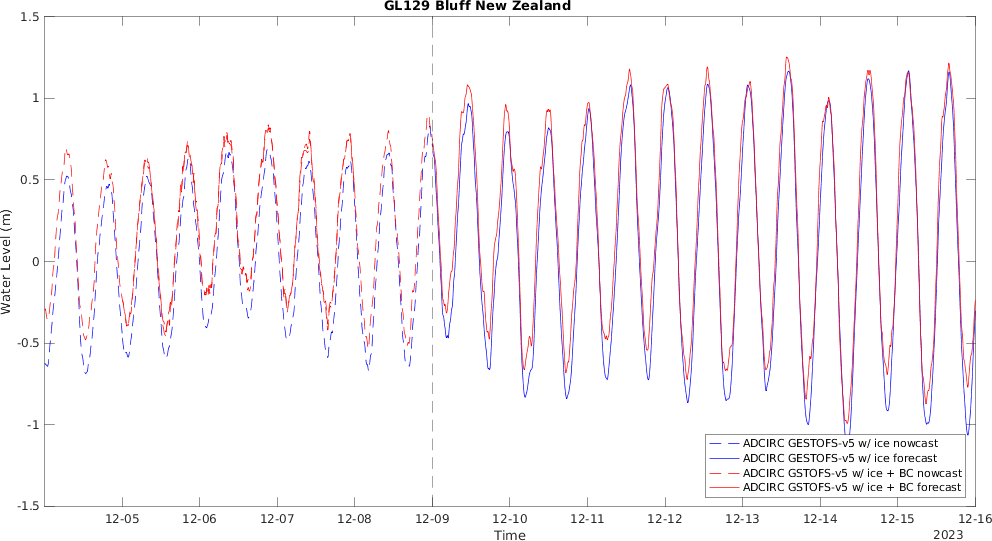 GL129 Bluff New Zealand
1.5
1
0.5
0
-0.5
-1
-1.5
Water Level (m)
ADCIRC GESTOFS-v5 w/ ice nowcast
ADCIRC GESTOFS-v5 w/ ice forecast
ADCIRC GSTOFS-v5 w/ ice + BC nowcast
ADCIRC GSTOFS-v5 w/ ice + BC forecast
12-05 12-06 12-07 12-08 12-09 12-10 12-11 12-12 12-13 12-14 12-15 12-16
Time
2023